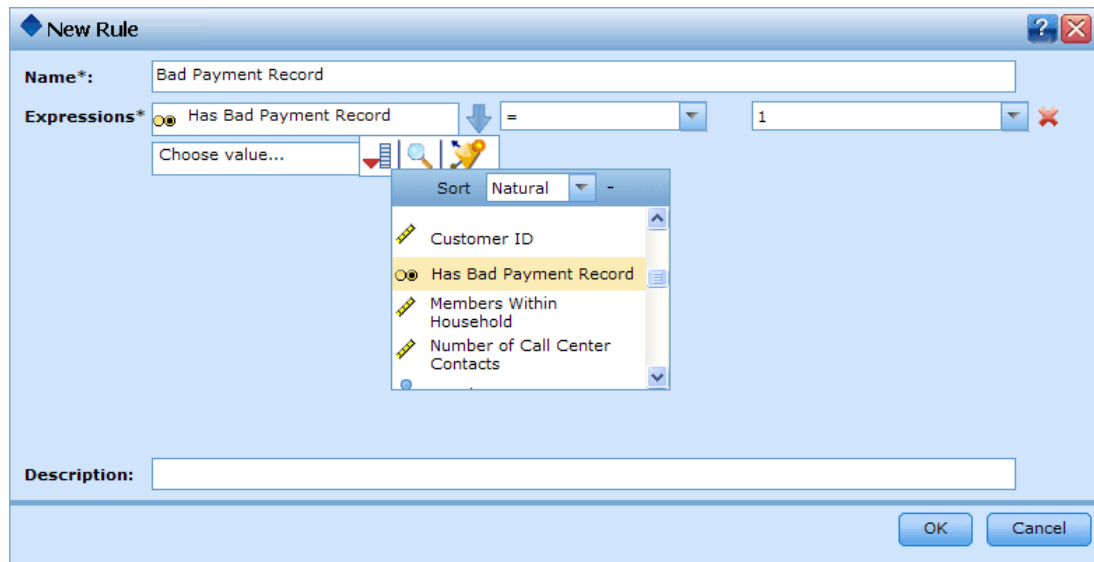 New Rule
?
Name*: Bad Payment Record
Expressions* Has Bad Payment Record = 1
Choose value...
Sort Natural -
Customer ID
Has Bad Payment Record
Members Within
Household
Number of Call Center
Contacts
Description:
OK Cancel